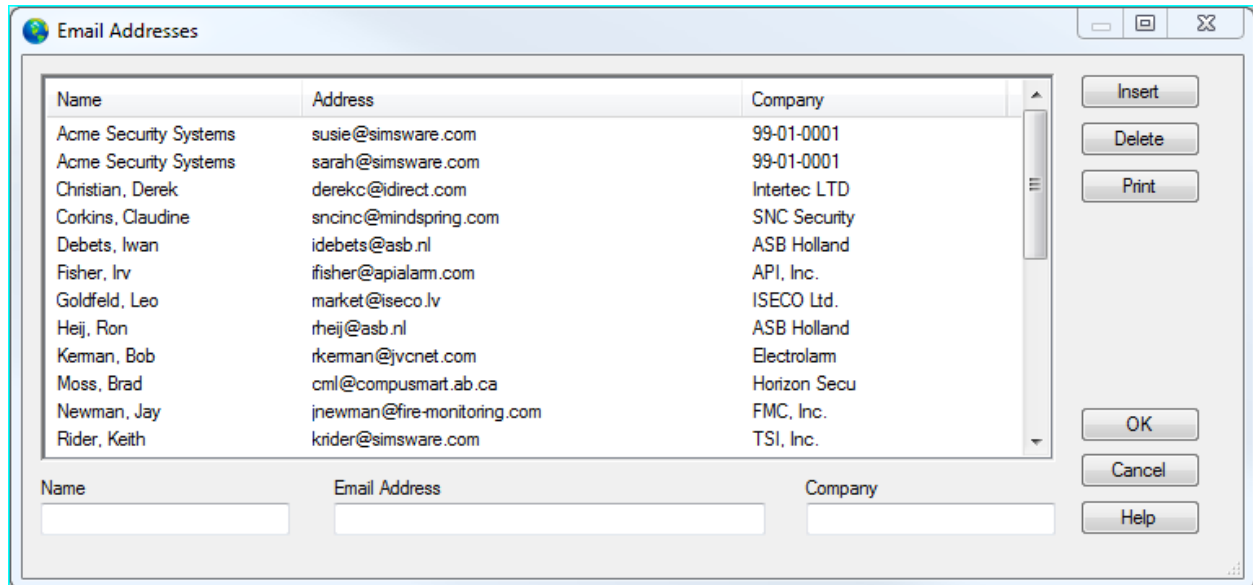 Email Addresses
Name Address Company
Acme Security Systems susie@simsware.com 99-01-0001
Acme Security Systems sarah@simsware.com 99-01-0001
Christian, Derek derekc@idirect.com Intertec LTD
Corkins, Claudine sncinc@mindspring.com SNC Security
Debets, Iwan idebets@asb.nl ASB Holland
Fisher, Irv ifisher@apialarm.com API, Inc.
Goldfeld, Leo market@iseco.lv ISECO Ltd.
Heij, Ron rheij@asb.nl ASB Holland
Kerman, Bob rkerman@jvcnet.com Electrolarm
Moss, Brad cml@compusmart.ab.ca Horizon Secu
Newman, Jay jnewman@fire-monitoring.com FMC, Inc.
Rider, Keith krider@simsware.com TSI, Inc.
Insert
Delete
Print
OK
Cancel
Help
Name Email Address Company